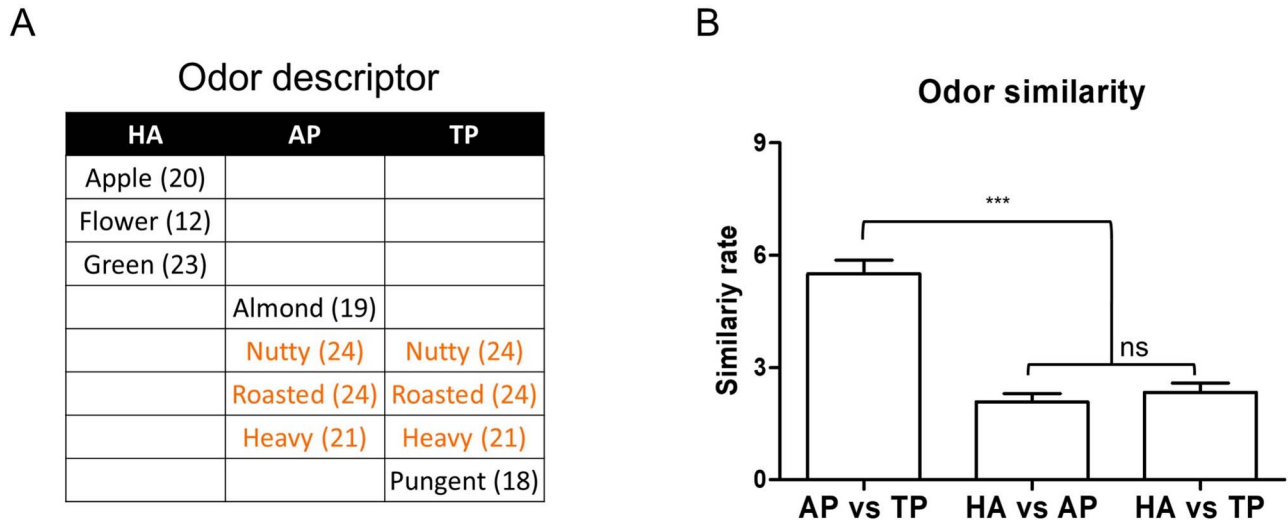 A
Odor descriptor
HA AP TP
Apple (20)
Flower (12)
Green (23)
Almond (19)
Nutty (24) Nutty (24)
Roasted (24) Roasted (24)
Heavy (21) Heavy (21)
Pungent (18)
B
Odor similarity
Similariy rate
9
6
3
0
***
ns
AP vs TP HA vs AP HA vs TP